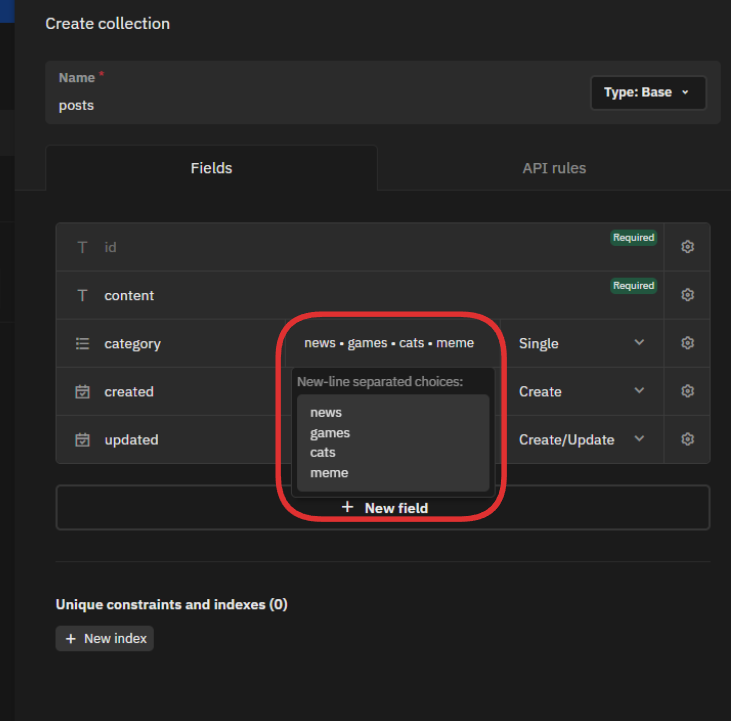 Create collection
Name *
posts
Type: Base
Fields
API rules
id
Required
content
Required
category
news • games • cats • meme
Single
New-line separated choices:
news
games
cats
meme
created
Create
updated
Create/Update
+ New field
Unique constraints and indexes (0)
+ New index